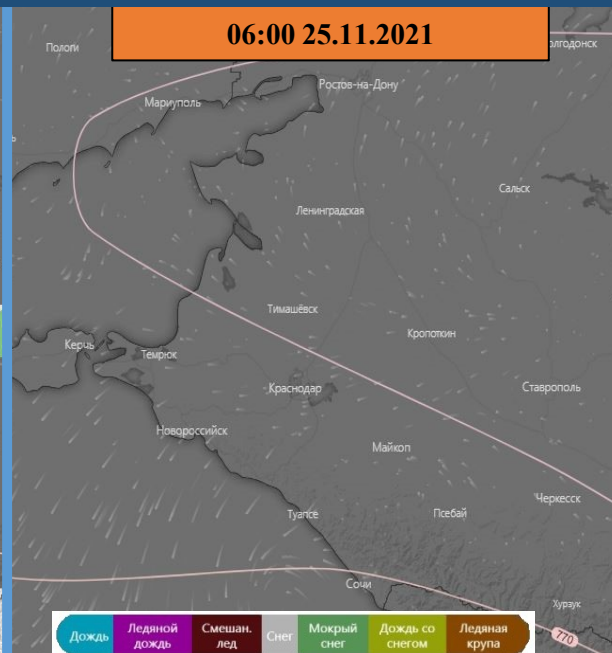 06:00 25.11.2021
Пологи
олгодонск
Ростов-на-Дону
Мариуполь
Сальск
Ленинградская
Тимашёвск
Кропоткин
Керчь
Темрюк
Краснодар
Ставрополь
Новороссийск
Майкоп
Черкесск
Туапсе
Псебай
Сочи
Хурзук
770
Дождь
Ледяной
дождь
Смешан.
лед
Снег
Мокрый
снег
Дождь со
снегом
Ледяная
крупа